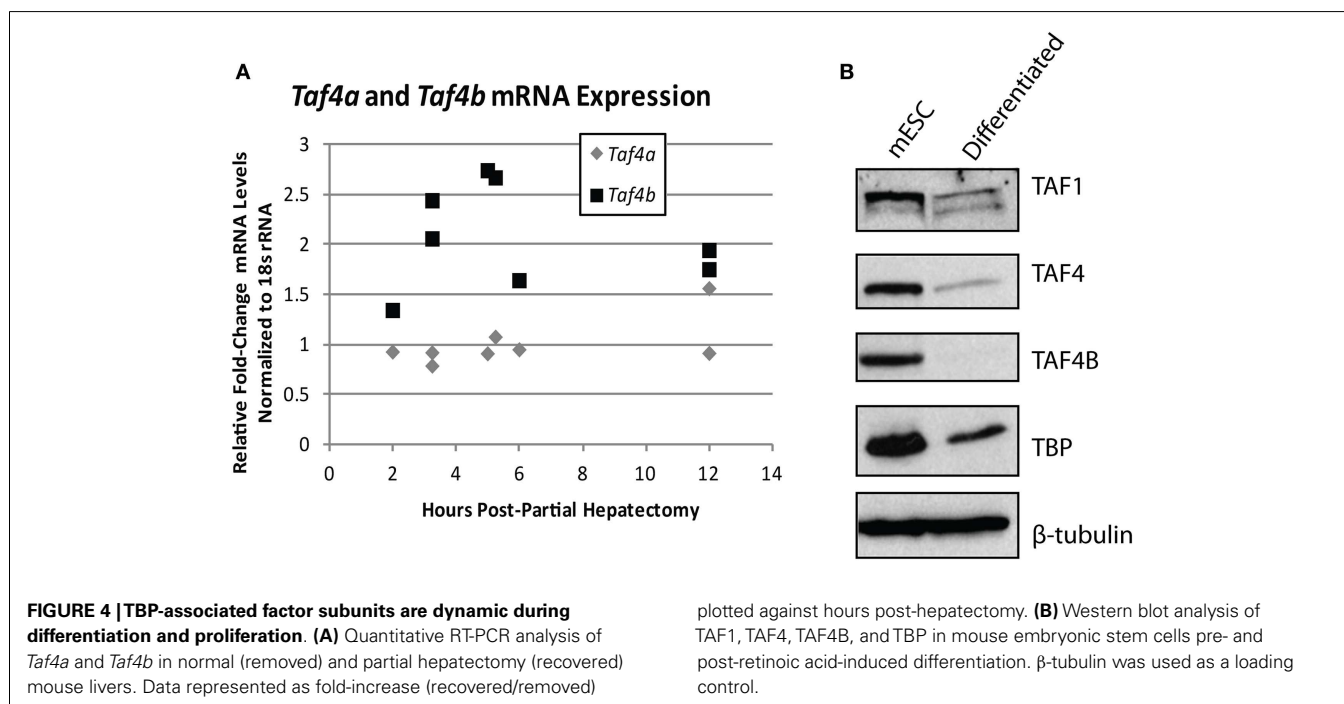 A
B
Taf4a and Taf4b mRNA Expression
Relative Fold-Change mRNA Levels
Normalized to 18s rRNA
3
2.5
2
1.5
1
0.5
0
0
2
4
6
8
10
12
14
Hours Post-Partial Hepatectomy
Taf4a
Taf4b
mESC
Differentiated
TAF1
TAF4
TAF4B
TBP
β-tubulin
FIGURE 4 | TBP-associated factor subunits are dynamic during
differentiation and proliferation. (A) Quantitative RT-PCR analysis of
Taf4a and Taf4b in normal (removed) and partial hepatectomy (recovered)
mouse livers. Data represented as fold-increase (recovered/removed)
plotted against hours post-hepatectomy. (B) Western blot analysis of
TAF1, TAF4, TAF4B, and TBP in mouse embryonic stem cells pre- and
post-retinoic acid-induced differentiation. β-tubulin was used as a loading
control.